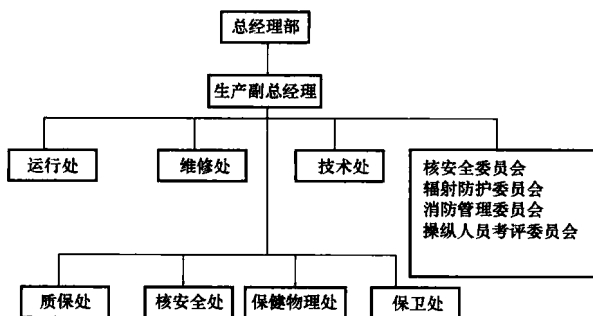 总经理部
生产副总经理
运行处
维修处
技术处
核安全委员会
辐射防护委员会
消防管理委员会
操纵人员考评委员会
质保处
核安全处
保健物理处
保卫处